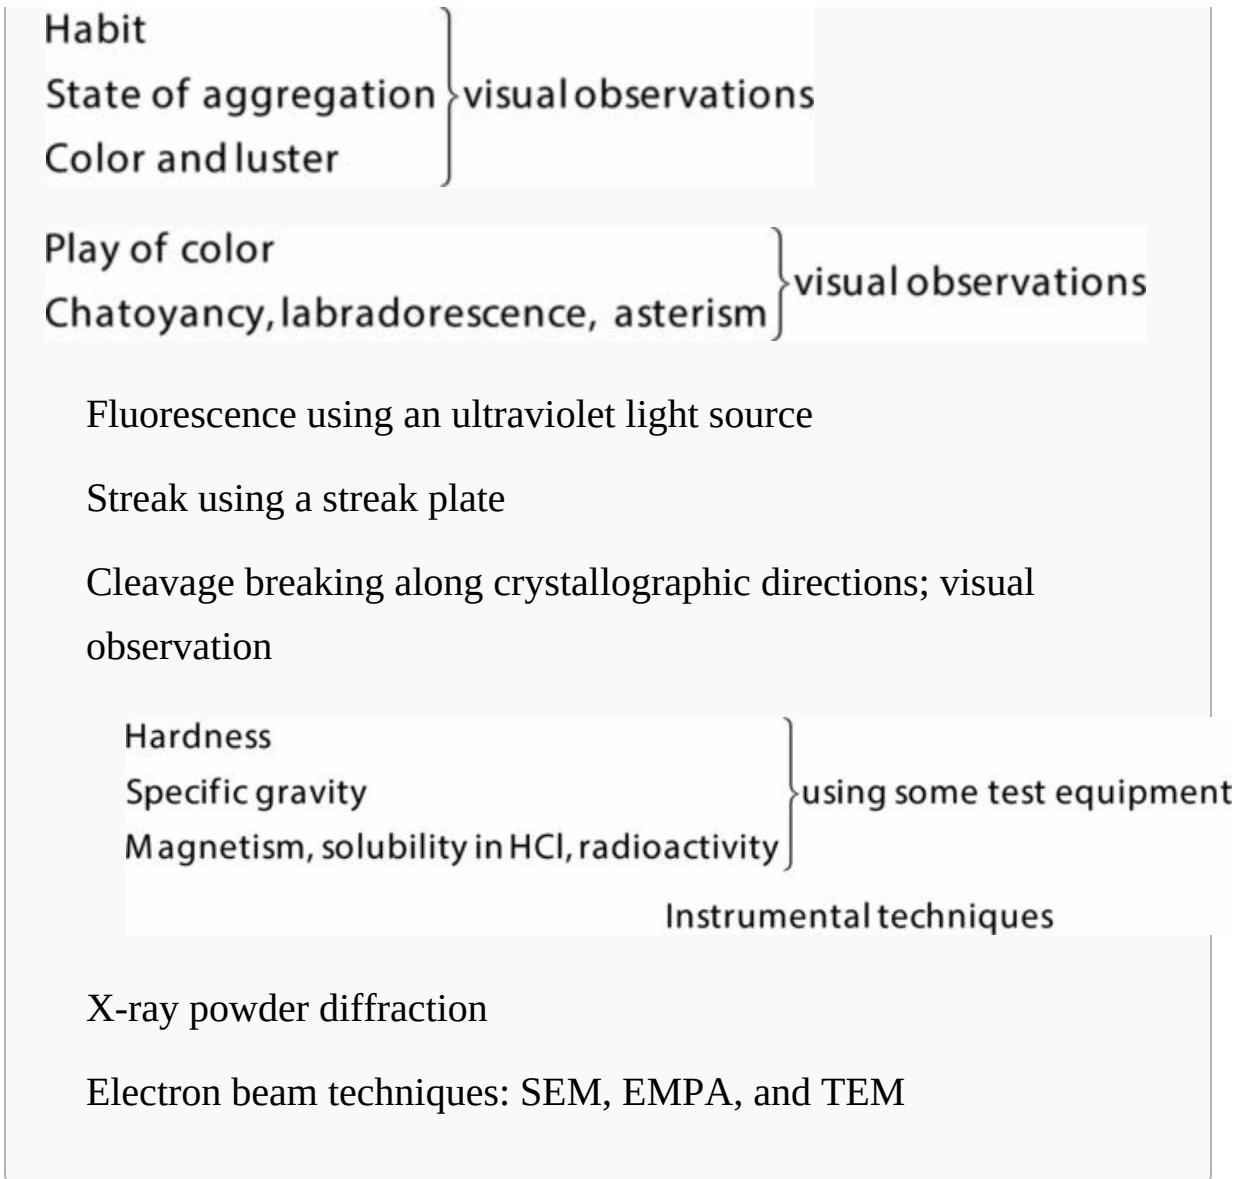 Habit
State of aggregation
visual observations
Color and luster
Play of color
visual observations
Chatoyancy, labradorescence, asterism
Fluorescence using an ultraviolet light source
Streak using a streak plate
Cleavage breaking along crystallographic directions; visual
observation
Hardness
Specific gravity
using some test equipment
Magnetism, solubility in HCl, radioactivity
Instrumental techniques
X-ray powder diffraction
Electron beam techniques: SEM, EMPA, and TEM